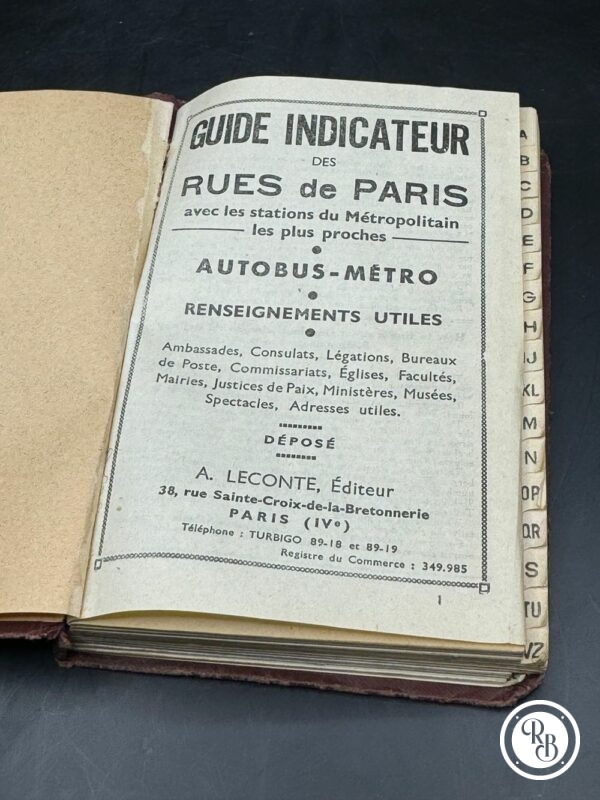 GUIDE INDICATEUR
DES
RUES de PARIS
avec les stations du Métropolitain
les plus proches
AUTOBUS-MÉTRO
RENSEIGNEMENTS UTILES
Ambassades, Consulats, Légations, Bureaux
de Poste, Commissariats, Églises, Facultés,
Mairies, Justices de Paix, Ministères, Musées,
Spectacles, Adresses utiles.
DÉPOSÉ
A. LECONTE, Éditeur
38, rue Sainte-Croix-de-la-Bretonnerie
PARIS (IVe)
Téléphone : TURBIGO 89-18 et 89-19
Registre du Commerce : 349.985
1
A
B
C
D
E
F
G
H
IJ
KL
M
N
OP
QR
S
TU
VZ
RB